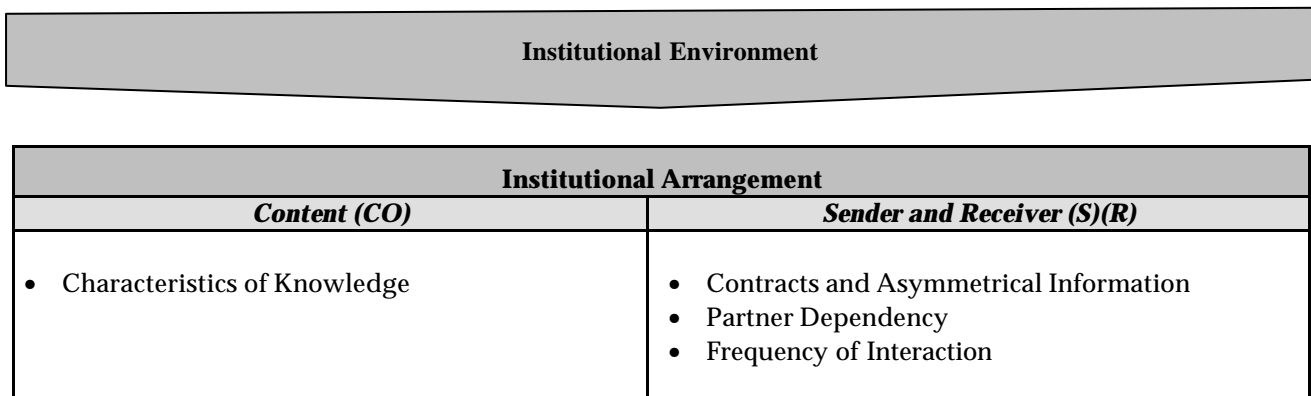 Institutional Environment
Institutional Arrangement
Content (CO)
Sender and Receiver (S)(R)
• Characteristics of Knowledge
• Contracts and Asymmetrical Information
• Partner Dependency
• Frequency of Interaction